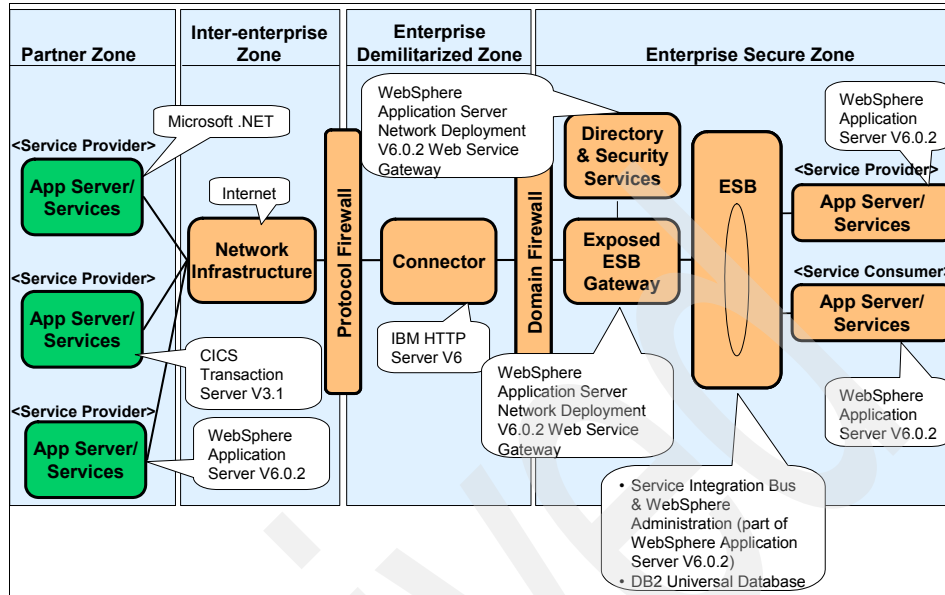 Partner Zone
Inter-enterprise
Zone
Enterprise
Demilitarized Zone
Enterprise Secure Zone
Microsoft .NET
<Service Provider>
App Server/
Services
<Service Provider>
App Server/
Services
CICS
Transaction
Server V3.1
<Service Provider>
App Server/
Services
WebSphere
Application
Server V6.0.2
Internet
Network
Infrastructure
Protocol Firewall
Connector
IBM HTTP
Server V6
WebSphere
Application Server
Network Deployment
V6.0.2 Web Service
Gateway
Domain Firewall
Directory
& Security
Services
Exposed
ESB
Gateway
WebSphere
Application Server
Network Deployment
V6.0.2 Web Service
Gateway
ESB
• Service Integration Bus
& WebSphere
Administration (part of
WebSphere Application
Server V6.0.2)
• DB2 Universal Database
WebSphere
Application
Server V6.0.2
<Service Provider>
App Server/
Services
<Service Consumer>
App Server/
Services
WebSphere
Application
Server V6.0.2